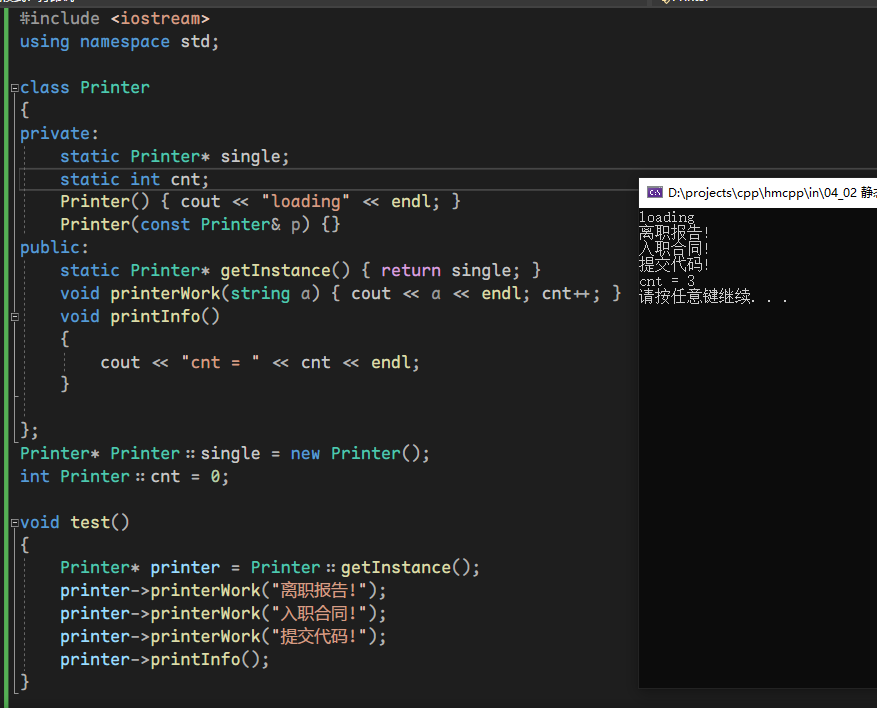 #include <iostream>
using namespace std;
class Printer
{
private:
static Printer* single;
static int cnt;
Printer() { cout << "loading" << endl; }
Printer(const Printer& p) {}
public:
static Printer* getInstance() { return single; }
void printerWork(string a) { cout << a << endl; cnt++; }
void printInfo()
{
cout << "cnt = " << cnt << endl;
}
};
Printer* Printer::single = new Printer();
int Printer::cnt = 0;
void test()
{
Printer* printer = Printer::getInstance();
printer->printerWork("离职报告!");
printer->printerWork("入职合同!");
printer->printerWork("提交代码!");
printer->printInfo();
}
D:\projects\cpp\hmcpp\in\04_02
loading
离职报告!
入职合同!
提交代码!
cnt = 3
请按任意键继续. . .